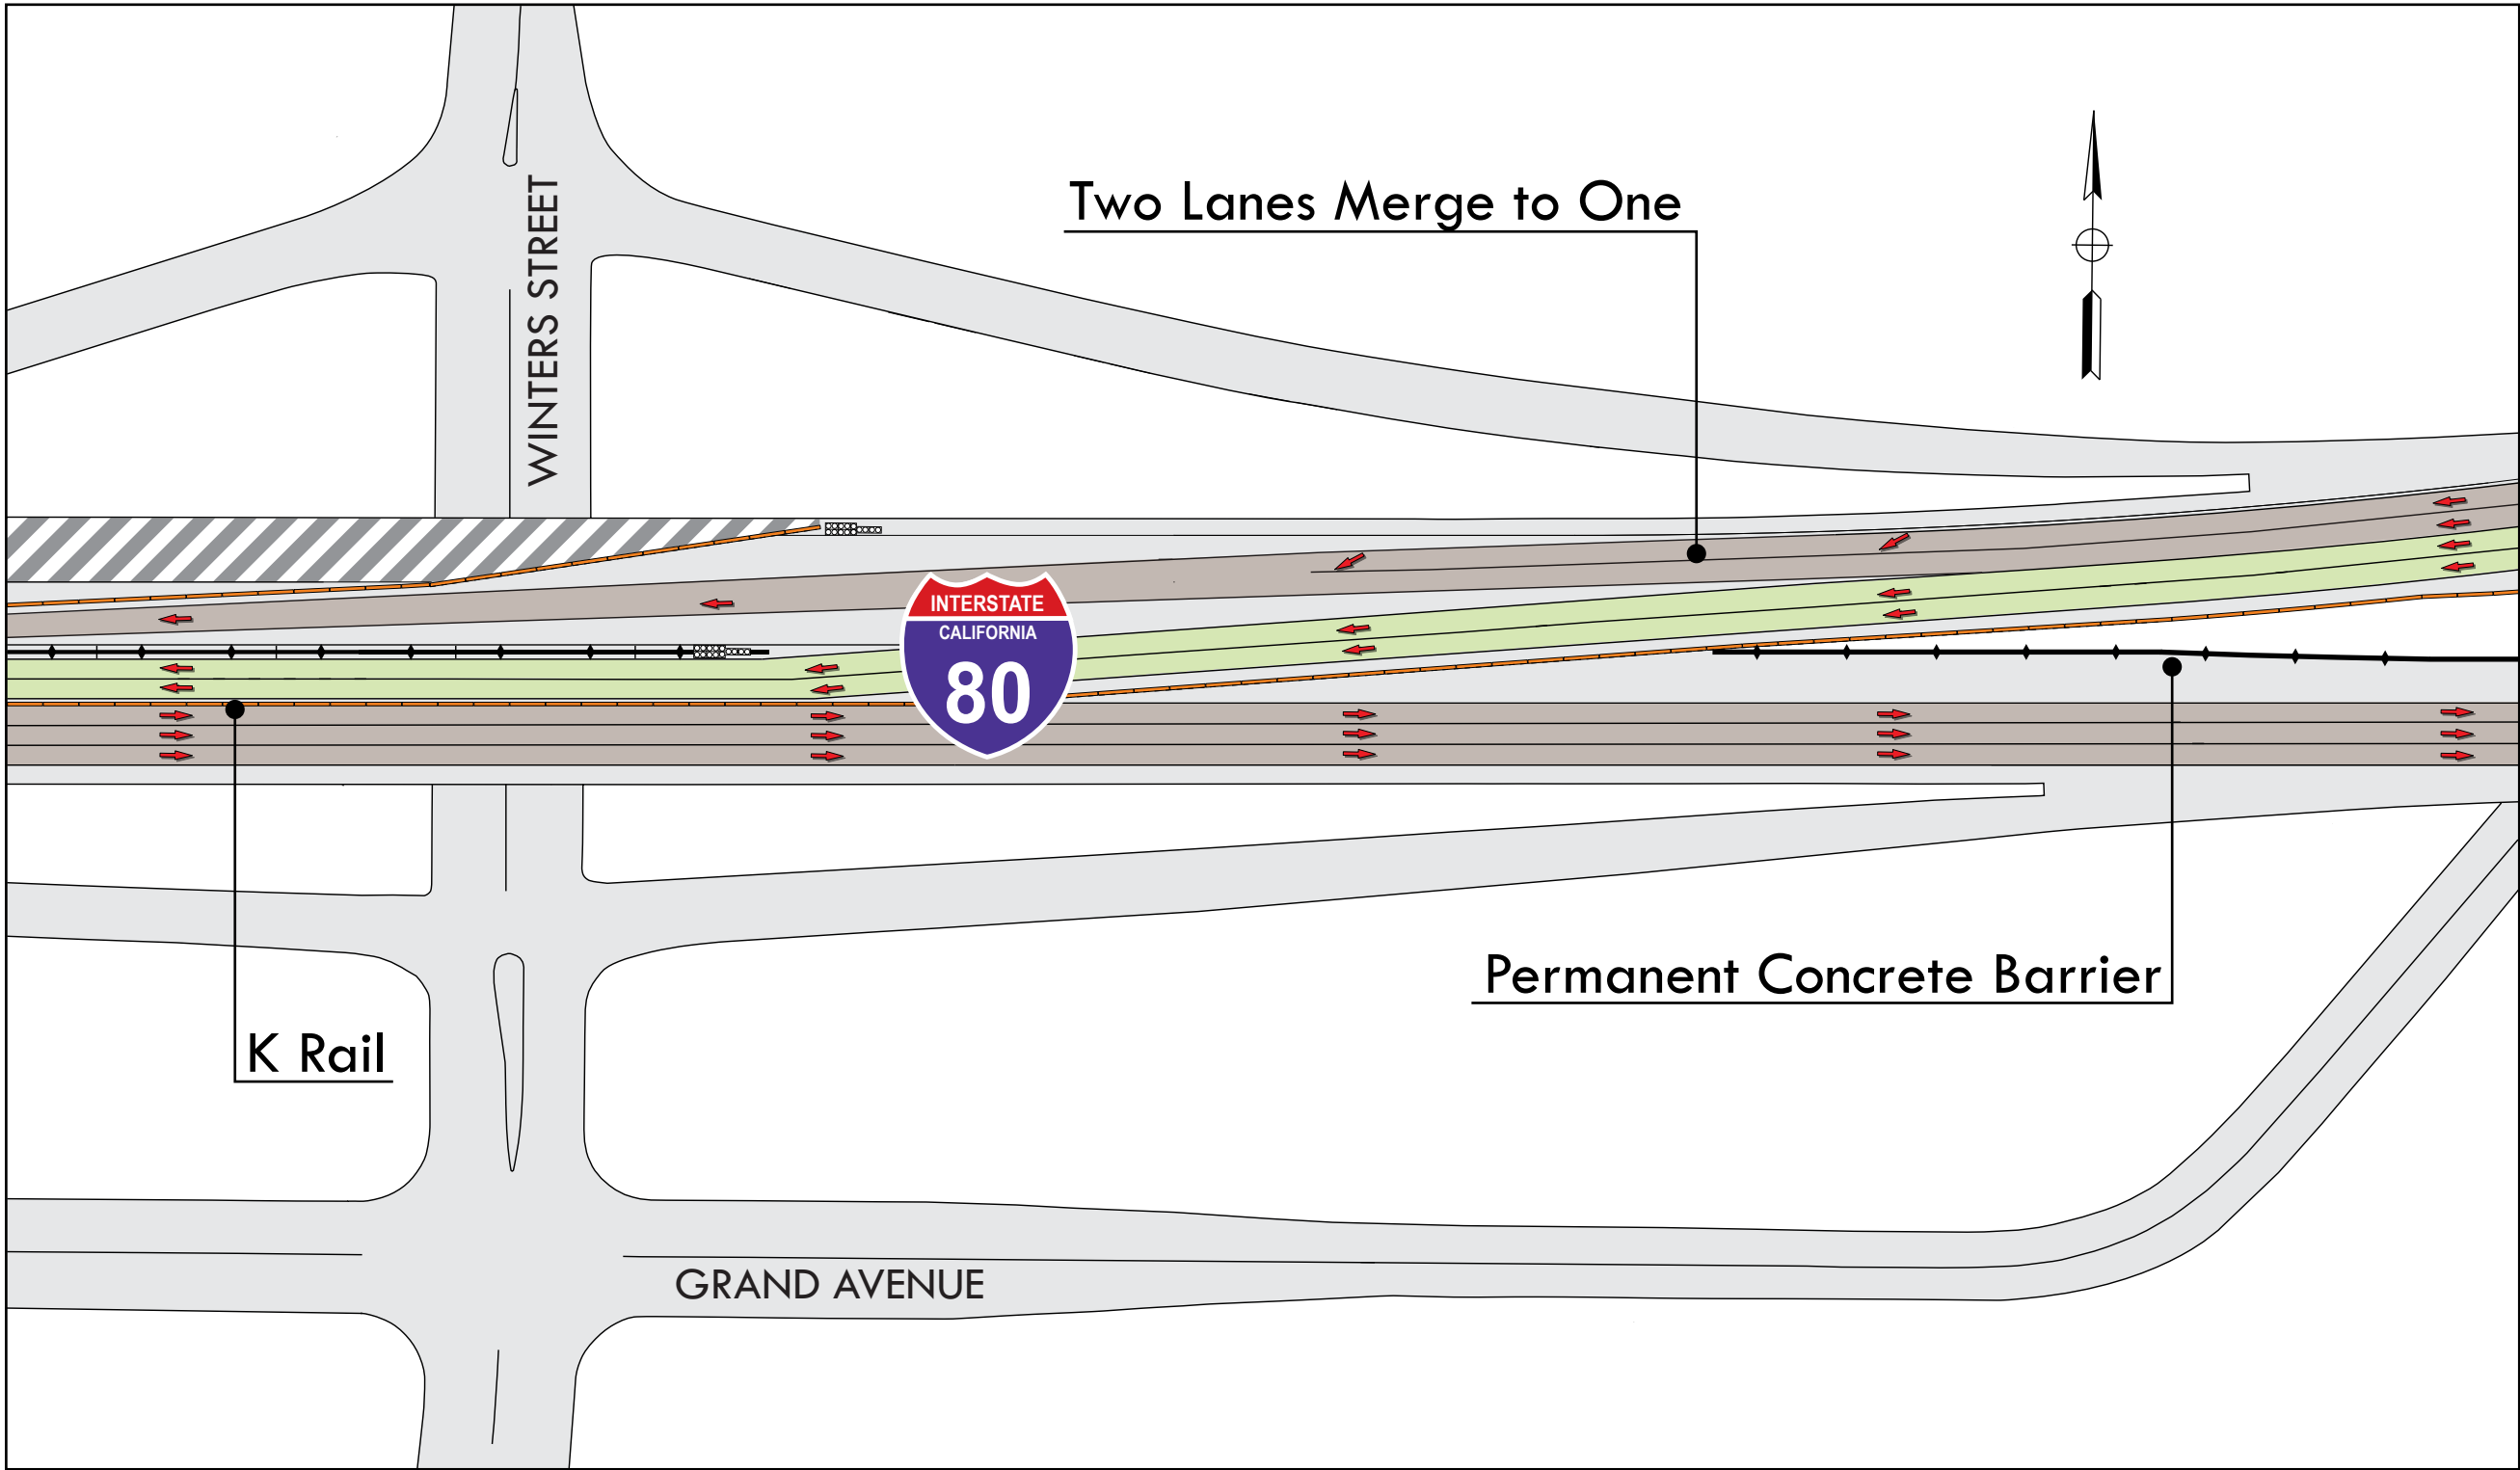 Two Lanes Merge to One
WINTERS STREET
INTERSTATE
CALIFORNIA
80
Permanent Concrete Barrier
K Rail
GRAND AVENUE